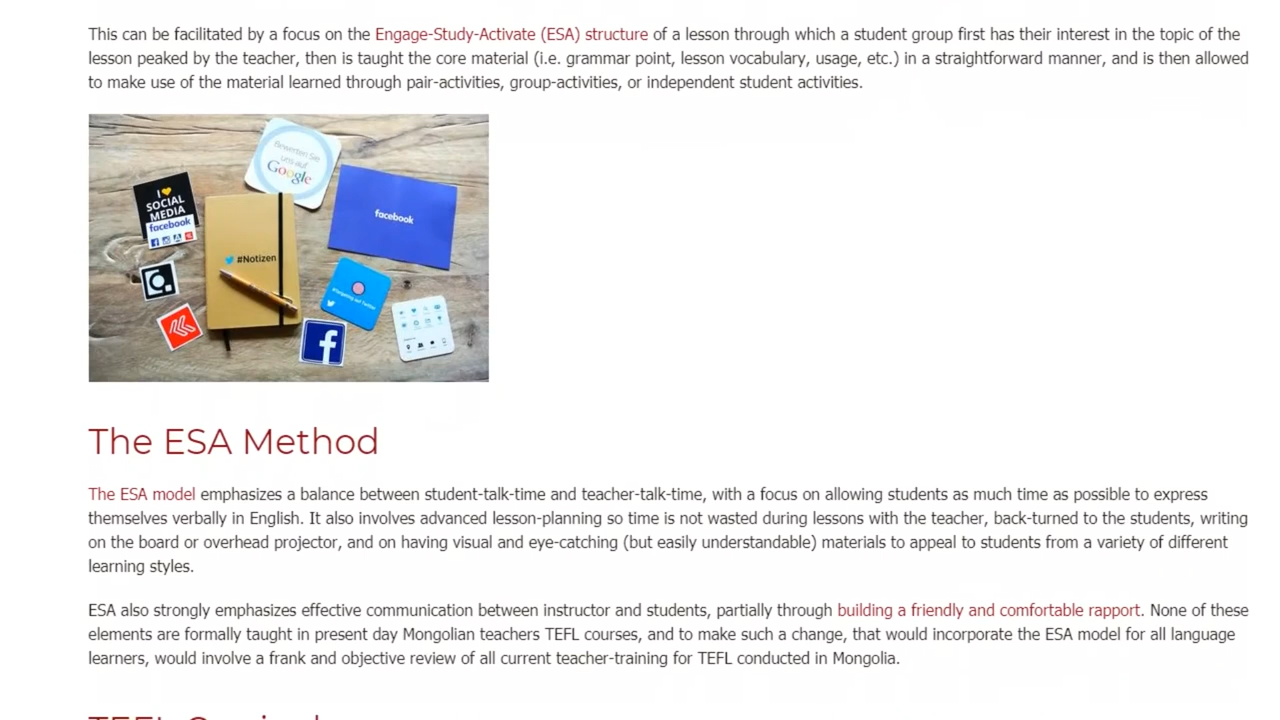 This can be facilitated by a focus on the Engage-Study-Activate (ESA) structure of a lesson through which a student group first has their interest in the topic of the
lesson peaked by the teacher, then is taught the core material (i.e. grammar point, lesson vocabulary, usage, etc.) in a straightforward manner, and is then allowed
to make use of the material learned through pair-activities, group-activities, or independent student activities.
Bewerten Sie
uns auf
Google
I
SOCIAL
MEDIA
facebook
facebook
#Notizen
The ESA Method
The ESA model emphasizes a balance between student-talk-time and teacher-talk-time, with a focus on allowing students as much time as possible to express
themselves verbally in English. It also involves advanced lesson-planning so time is not wasted during lessons with the teacher, back-turned to the students, writing
on the board or overhead projector, and on having visual and eye-catching (but easily understandable) materials to appeal to students from a variety of different
learning styles.
ESA also strongly emphasizes effective communication between instructor and students, partially through building a friendly and comfortable rapport. None of these
elements are formally taught in present day Mongolian teachers TEFL courses, and to make such a change, that would incorporate the ESA model for all language
learners, would involve a frank and objective review of all current teacher-training for TEFL conducted in Mongolia.